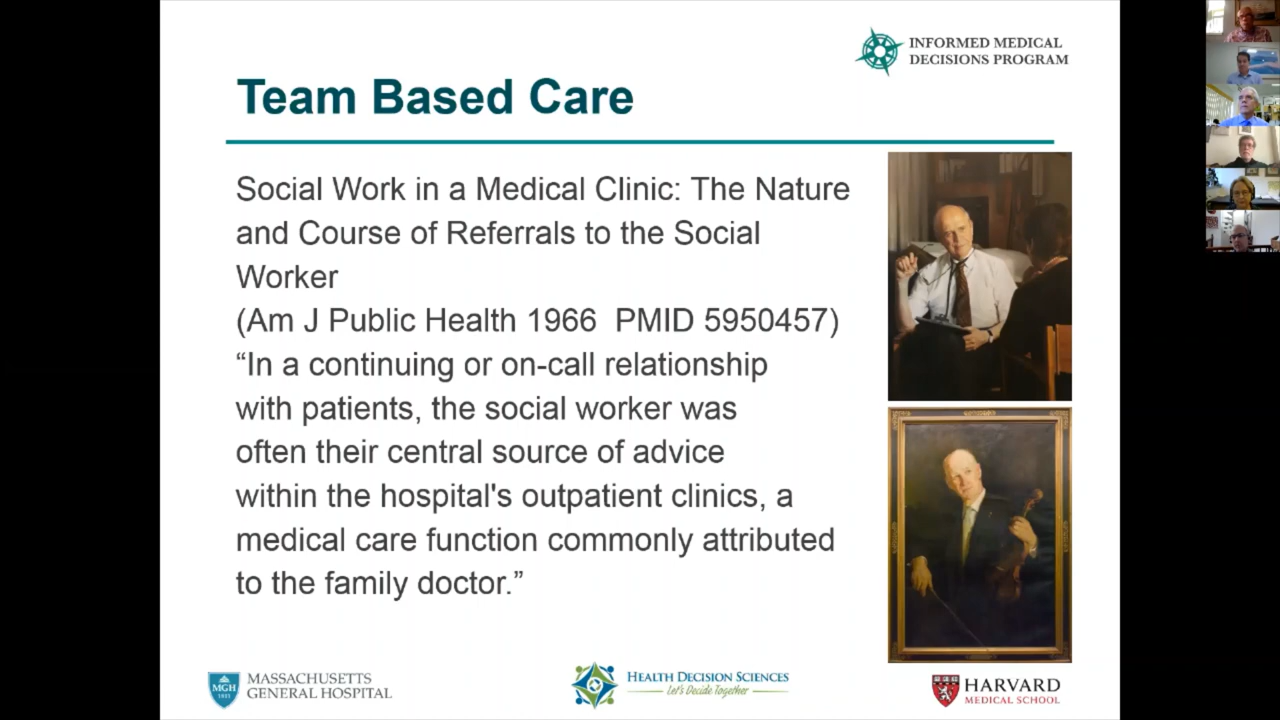 INFORMED MEDICAL
DECISIONS PROGRAM
Team Based Care
Social Work in a Medical Clinic: The Nature
and Course of Referrals to the Social
Worker
(Am J Public Health 1966  PMID 5950457)
“In a continuing or on-call relationship
with patients, the social worker was
often their central source of advice
within the hospital's outpatient clinics, a
medical care function commonly attributed
to the family doctor.”
MGH
1811
MASSACHUSETTS
GENERAL HOSPITAL
HEALTH DECISION SCIENCES
Let's Decide Together
HARVARD
MEDICAL SCHOOL